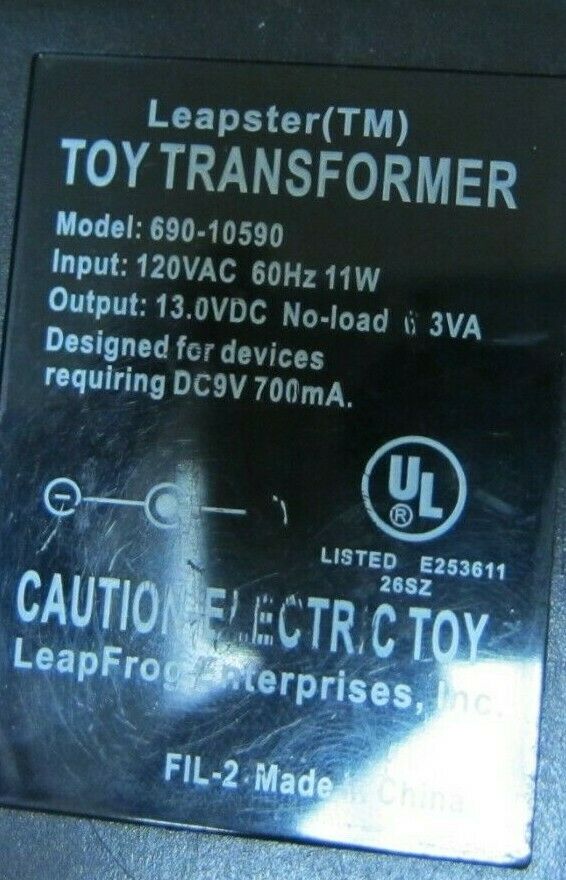 Leapster(TM)
TOY TRANSFORMER
Model: 690-10590
Input: 120VAC 60Hz 11W
Output: 13.0VDC No-load 3VA
Designed for devices
requiring DC9V 700mA.
UL
®
LISTED E253611
26SZ
CAUTION ELECTRIC TOY
LeapFrog Enterprises, Inc.
FIL-2 Made China